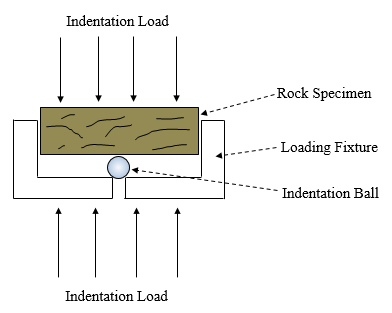 Indentation Load
Rock Specimen
Loading Fixture
Indentation Ball
Indentation Load